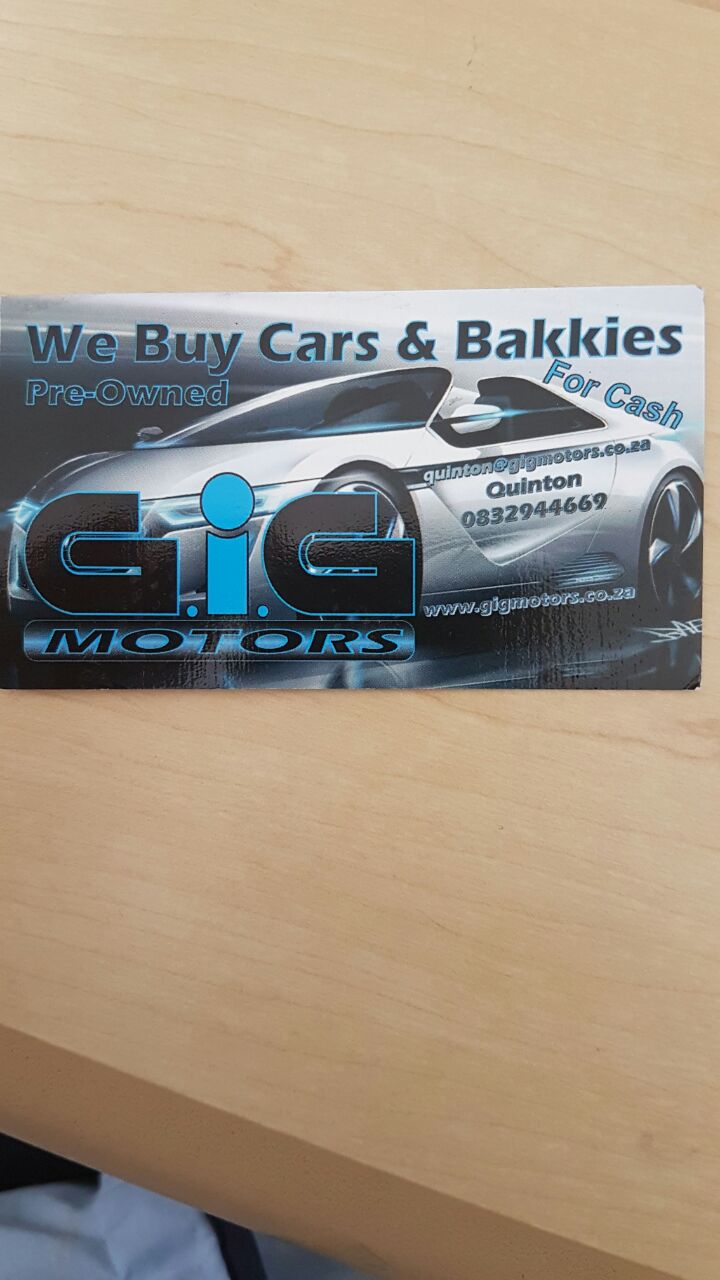 We Buy Cars & Bakkies
Pre-Owned
For Cash
quinton@gigmotors.co.za
Quinton
0832944669
G.i.G
MOTORS
www.gigmotors.co.za